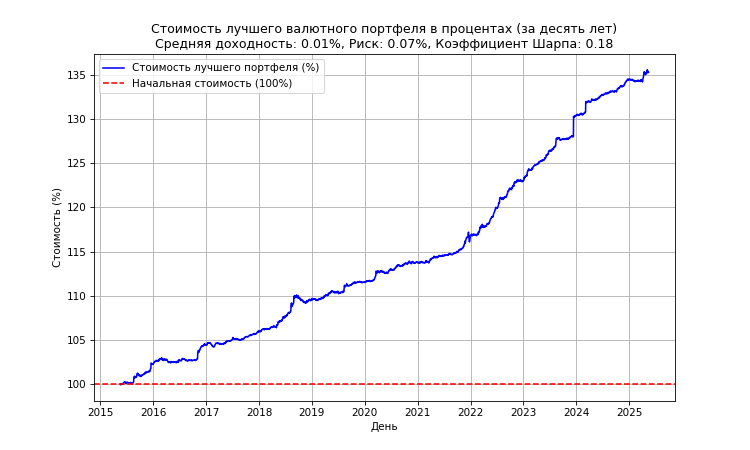 Стоимость лучшего валютного портфеля в процентах (за десять лет)
Средняя доходность: 0.01%, Риск: 0.07%, Коэффициент Шарпа: 0.18
Стоимость лучшего портфеля (%)
Начальная стоимость (100%)
Стоимость (%)
135
130
125
120
115
110
105
100
2015 2016 2017 2018 2019 2020 2021 2022 2023 2024 2025
День